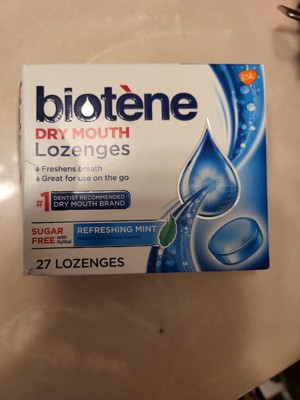 gsk
biotène
DRY MOUTH
Lozenges
Freshens breath
Great for use on the go
#1 DENTIST RECOMMENDED
DRY MOUTH BRAND
SUGAR
FREE with
Xylitol
REFRESHING MINT
27 LOZENGES